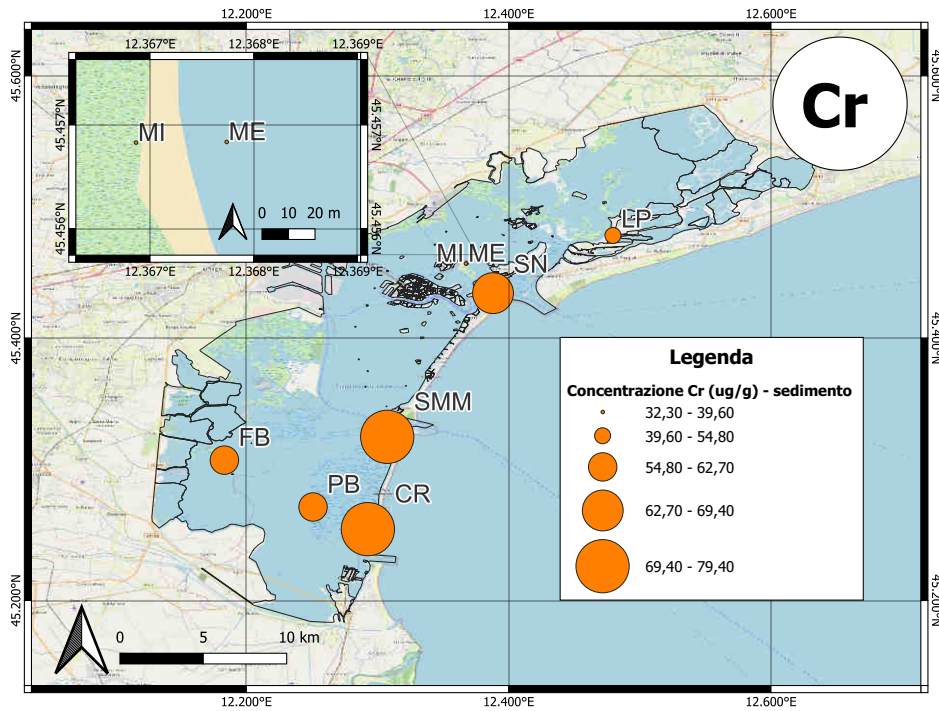 12.200°E 12.400°E 12.600°E
12.367°E 12.368°E 12.369°E
45.600°N 45.600°N
Cr
45.457°N 45.457°N
MI ME
0 10 20 m
45.456°N 45.456°N
12.367°E 12.368°E 12.369°E
LP
MI ME
SN
45.400°N 45.400°N
Legenda
Concentrazione Cr (ug/g) - sedimento
32,30 - 39,60
39,60 - 54,80
54,80 - 62,70
62,70 - 69,40
69,40 - 79,40
SMM
FB
PB
CR
45.200°N 45.200°N
0 5 10 km
12.200°E 12.400°E 12.600°E